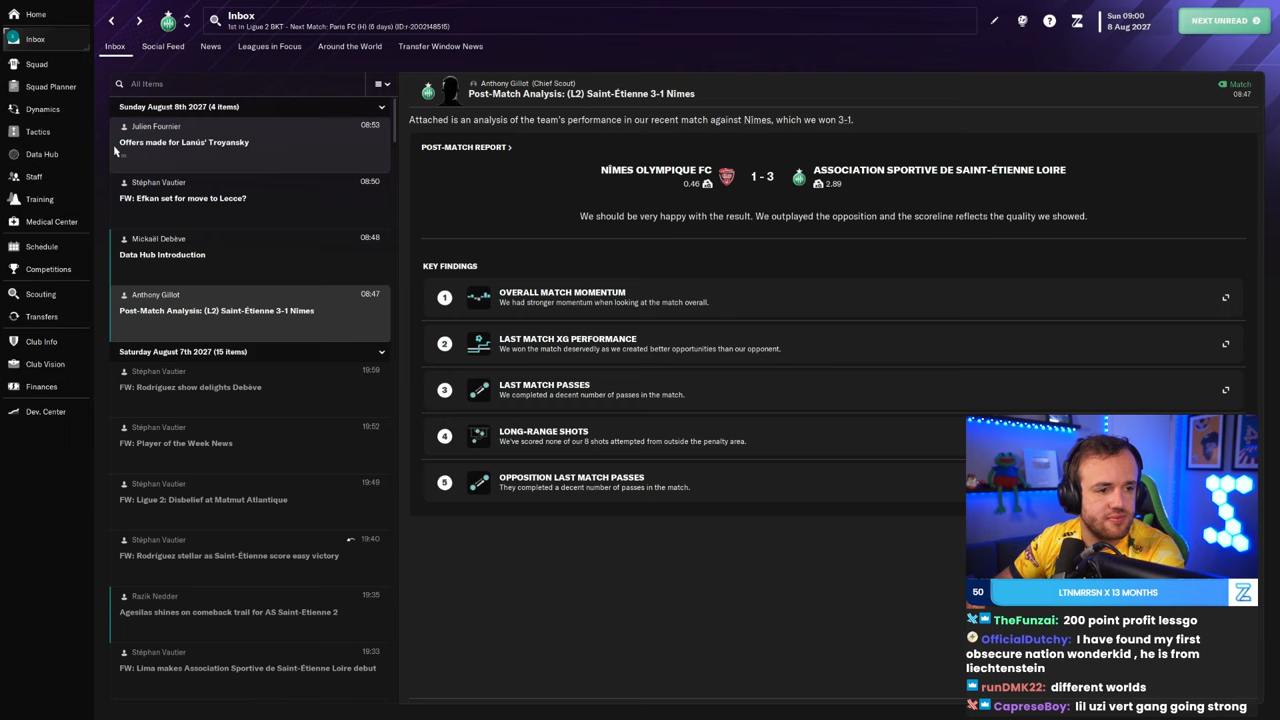 Home
Inbox
Squad
Squad Planner
Dynamics
Tactics
Data Hub
Staff
Training
Medical Center
Schedule
Competitions
Scouting
Transfers
Club Info
Club Vision
Finances
Dev. Center
Inbox
1st in Ligue 2 BKT - Next Match: Paris FC (H) (6 days) (ID:r-2002148515)
Sun 09:00
8 Aug 2027
NEXT UNREAD
Inbox Social Feed News Leagues in Focus Around the World Transfer Window News
All Items
Sunday August 8th 2027 (4 items)
Julien Fournier 08:53
Offers made for Lanús' Troyansky
Stéphan Vautier 08:50
FW: Efkan set for move to Lecce?
Mickaël Debève 08:48
Data Hub Introduction
Anthony Gillot 08:47
Post-Match Analysis: (L2) Saint-Étienne 3-1 Nîmes
Saturday August 7th 2027 (15 items)
Stéphan Vautier 19:59
FW: Rodríguez show delights Debève
Stéphan Vautier 19:52
FW: Player of the Week News
Stéphan Vautier 19:49
FW: Ligue 2: Disbelief at Matmut Atlantique
Stéphan Vautier 19:40
FW: Rodríguez stellar as Saint-Étienne score easy victory
Razik Nedder 19:35
Agesilas shines on comeback trail for AS Saint-Etienne 2
Stéphan Vautier 19:33
FW: Lima makes Association Sportive de Saint-Étienne Loire debut
Anthony Gillot (Chief Scout)
Post-Match Analysis: (L2) Saint-Étienne 3-1 Nîmes
Match
08:47
Attached is an analysis of the team's performance in our recent match against Nîmes, which we won 3-1.
POST-MATCH REPORT >
NÎMES OLYMPIQUE FC 1 - 3 ASSOCIATION SPORTIVE DE SAINT-ÉTIENNE LOIRE
0.46 2.89
We should be very happy with the result. We outplayed the opposition and the scoreline reflects the quality we showed.
KEY FINDINGS
1 OVERALL MATCH MOMENTUM
We had stronger momentum when looking at the match overall.
2 LAST MATCH XG PERFORMANCE
We won the match deservedly as we created better opportunities than our opponent.
3 LAST MATCH PASSES
We completed a decent number of passes in the match.
4 LONG-RANGE SHOTS
We've scored none of our 8 shots attempted from outside the penalty area.
5 OPPOSITION LAST MATCH PASSES
They completed a decent number of passes in the match.
50 LTNMRRSN X 13 MONTHS
TheFunzai: 200 point profit lessgo
OfficialDutchy: I have found my first
obscure nation wonderkid , he is from
liechtenstein
runDMK22: different worlds
CapreseBoy: lil uzi vert gang going strong